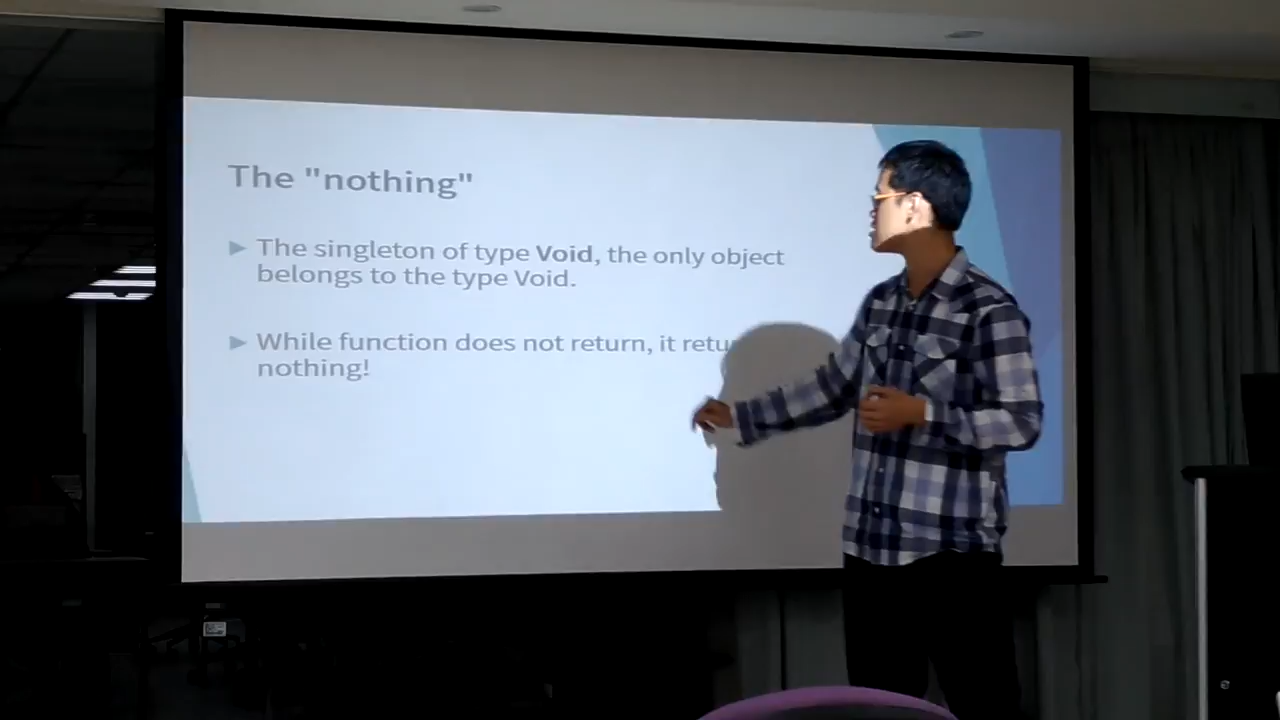 The "nothing"
The singleton of type Void, the only object
belongs to the type Void.
While function does not return, it retu
nothing!